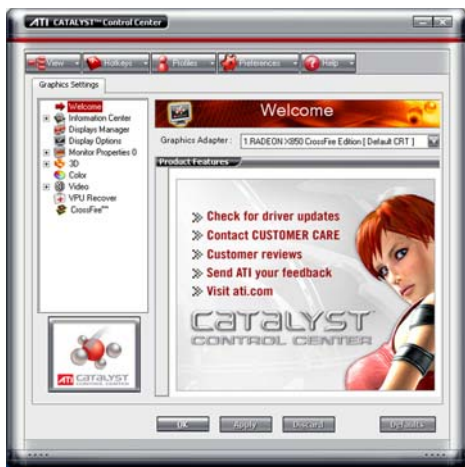 ATI CATALYST™ Control Center
View
Hotkeys
Profiles
Preferences
Help
Graphics Settings
Welcome
Information Center
Displays Manager
Display Options
Monitor Properties 0
3D
Color
Video
VPU Recover
CrossFire™
Welcome
Graphics Adapter :
1.RADEON X850 CrossFire Edition [ Default CRT ]
Product Features
Check for driver updates
Contact CUSTOMER CARE
Customer reviews
Send ATI your feedback
Visit ati.com
CATALYST
CONTROL CENTER
ATI CATALYST
CONTROL CENTER
OK
Apply
Discard
Defaults